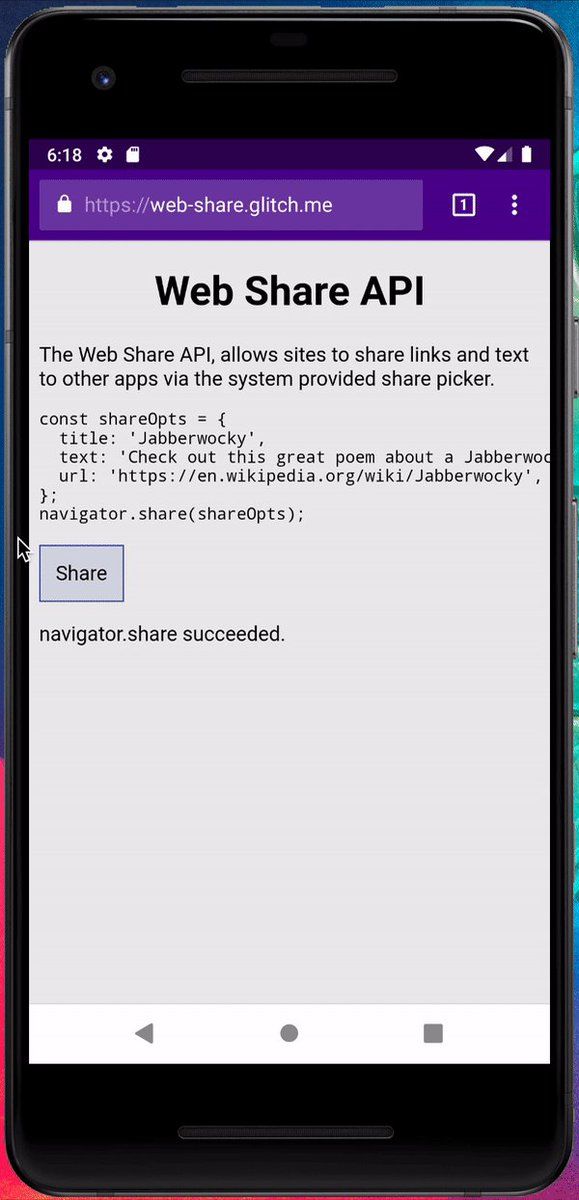 6:18
https://web-share.glitch.me
1
Web Share API
The Web Share API, allows sites to share links and text
to other apps via the system provided share picker.
const shareOpts = {
  title: 'Jabberwocky',
  text: 'Check out this great poem about a Jabberwoc
  url: 'https://en.wikipedia.org/wiki/Jabberwocky',
};
navigator.share(shareOpts);
Share
navigator.share succeeded.